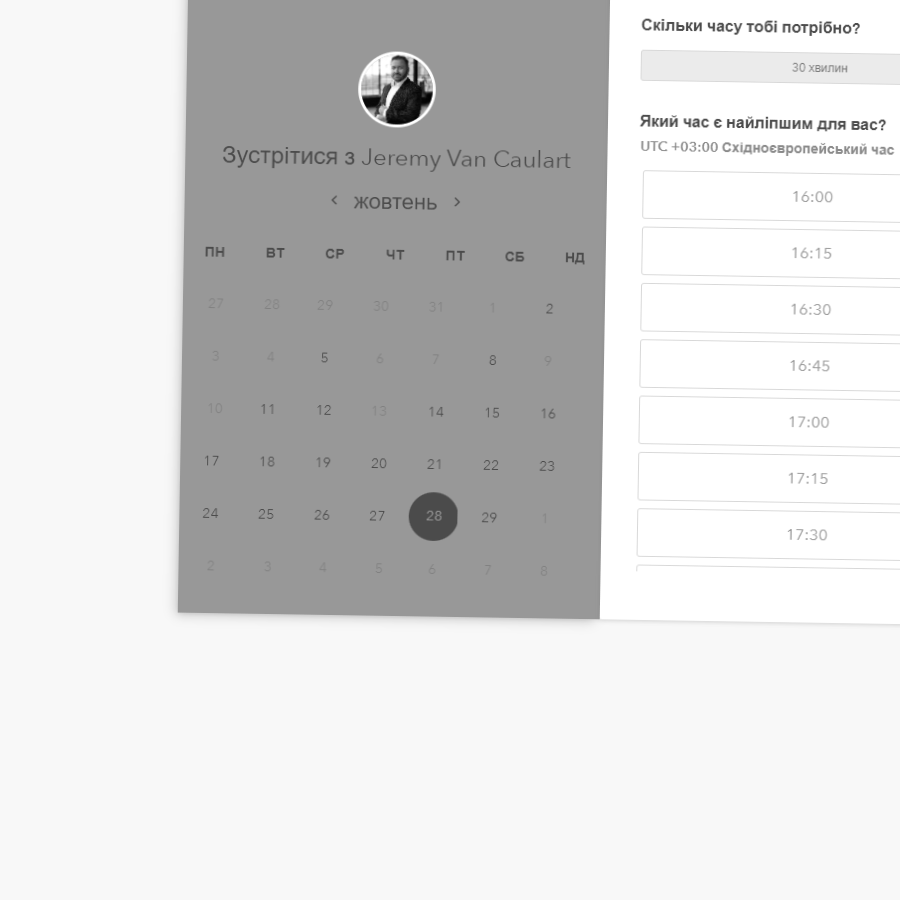 Зустрітися з Jeremy Van Caulart
жовтень
ПН ВТ СР ЧТ ПТ СБ НД
27 28 29 30 31 1 2
3 4 5 6 7 8 9
10 11 12 13 14 15 16
17 18 19 20 21 22 23
24 25 26 27 28 29 1
2 3 4 5 6 7 8
Скільки часу тобі потрібно?
30 хвилин
Який час є найліпшим для вас?
UTC +03:00 Східноєвропейський час
16:00
16:15
16:30
16:45
17:00
17:15
17:30